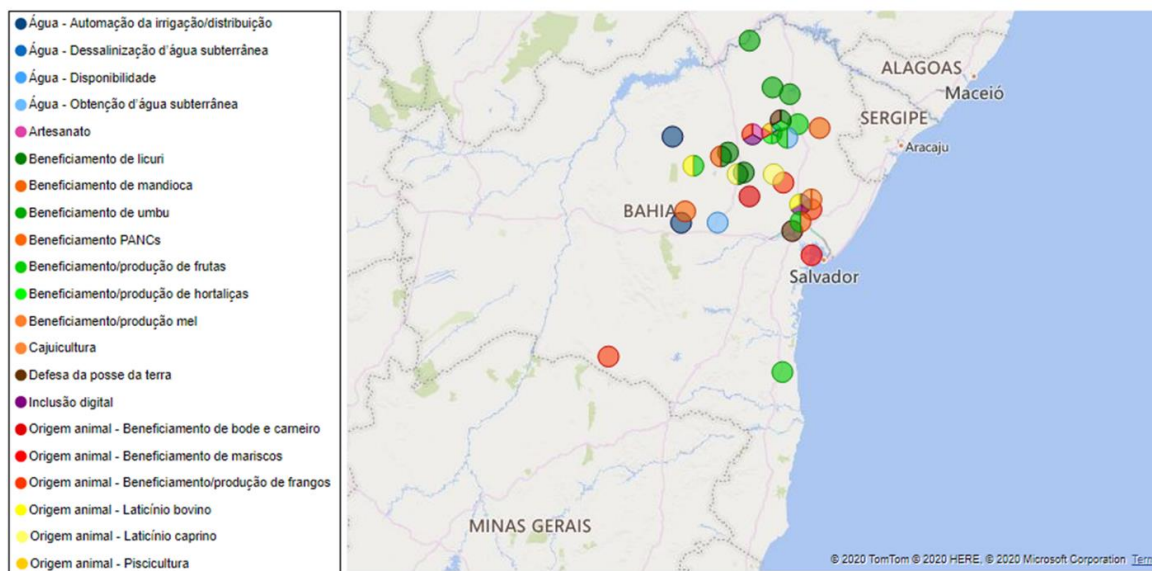 Água - Automação da irrigação/distribuição
Água - Dessalinização d'água subterrânea
Água - Disponibilidade
Água - Obtenção d'água subterrânea
Artesanato
Beneficiamento de licuri
Beneficiamento de mandioca
Beneficiamento de umbu
Beneficiamento PANCs
Beneficiamento/produção de frutas
Beneficiamento/produção de hortaliças
Beneficiamento/produção mel
Cajuicultura
Defesa da posse da terra
Inclusão digital
Origem animal - Beneficiamento de bode e carneiro
Origem animal - Beneficiamento de mariscos
Origem animal - Beneficiamento/produção de frangos
Origem animal - Laticínio bovino
Origem animal - Laticínio caprino
Origem animal - Piscicultura
ALAGOAS
Maceió
SERGIPE
Aracaju
BAHIA
Salvador
MINAS GERAIS
© 2020 TomTom © 2020 HERE, © 2020 Microsoft Corporation Term